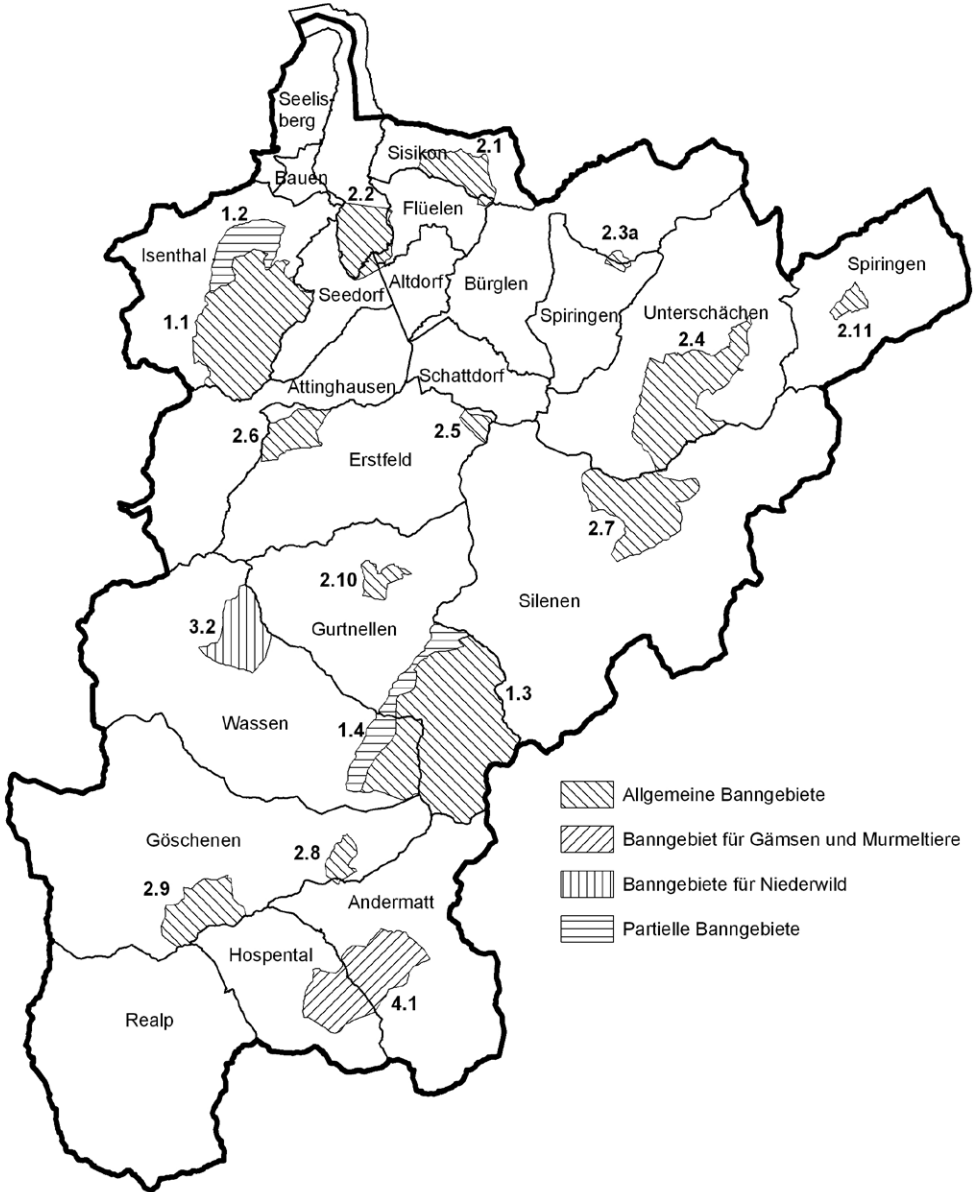 Seelis-
berg
Sisikon
2.1
Bauen
2.2
Flüelen
1.2
Isenthal
2.3a
Spiringen
Seedorf
Altdorf
Bürglen
Spiringen
Unterschächen
2.11
1.1
2.4
Attinghausen
Schattdorf
2.6
2.5
Erstfeld
2.7
2.10
Silenen
3.2
Gurtnellen
1.3
Wassen
1.4
Allgemeine Banngebiete
Göschenen
2.8
Banngebiet für Gämsen und Murmeltiere
2.9
Banngebiete für Niederwild
Andermatt
Partielle Banngebiete
Hospental
4.1
Realp